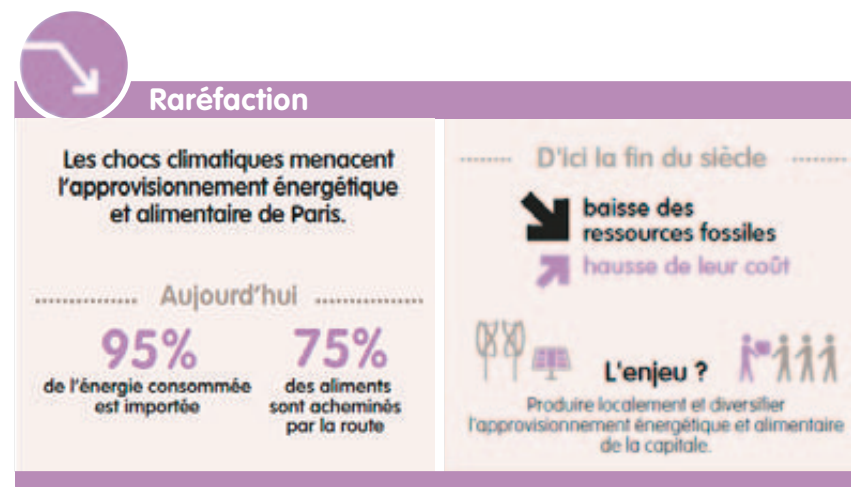 Raréfaction
Les chocs climatiques menacent
l'approvisionnement énergétique
et alimentaire de Paris.
Aujourd'hui
95%
de l'énergie consommée
est importée
75%
des aliments
sont acheminés
par la route
D'ici la fin du siècle
baisse des
ressources fossiles
hausse de leur coût
L'enjeu ?
Produire localement et diversifier
l'approvisionnement énergétique et alimentaire
de la capitale.